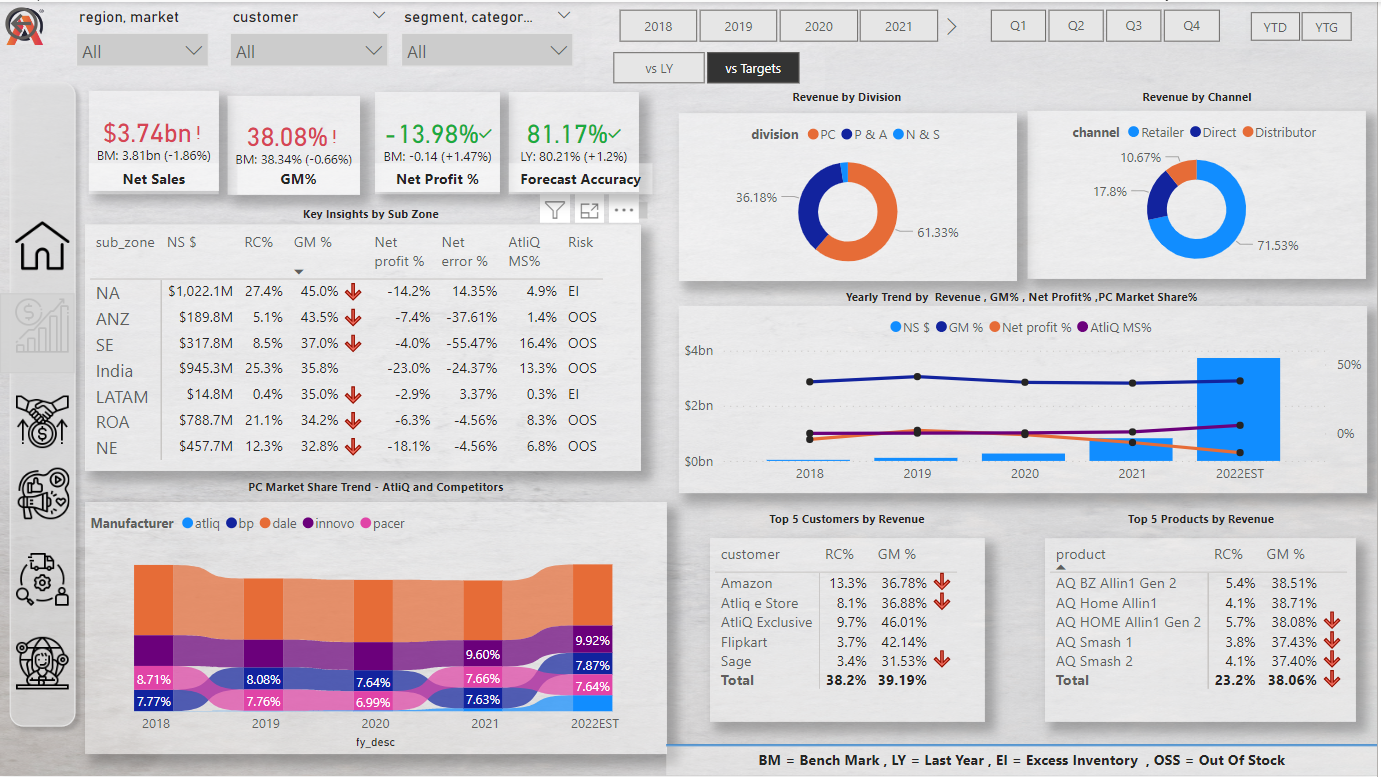 region, market
customer
segment, categor...
All
All
All
2018
2019
2020
2021
Q1
Q2
Q3
Q4
YTD
YTG
vs LY
vs Targets
$3.74bn !
BM: 3.81bn (-1.86%)
Net Sales
38.08% !
BM: 38.34% (-0.66%)
GM%
-13.98%
BM: -0.14 (+1.47%)
Net Profit %
81.17%
LY: 80.21% (+1.2%)
Forecast Accuracy
Revenue by Division
division PC P & A N & S
36.18%
61.33%
Revenue by Channel
channel Retailer Direct Distributor
10.67%
17.8%
71.53%
Key Insights by Sub Zone
sub_zone NS $ RC% GM % Net profit % Net error % AtliQ MS% Risk
NA $1,022.1M 27.4% 45.0% -14.2% 14.35% 4.9% EI
ANZ $189.8M 5.1% 43.5% -7.4% -37.61% 1.4% OOS
SE $317.8M 8.5% 37.0% -4.0% -55.47% 16.4% OOS
India $945.3M 25.3% 35.8% -23.0% -24.37% 13.3% OOS
LATAM $14.8M 0.4% 35.0% -2.9% 3.37% 0.3% EI
ROA $788.7M 21.1% 34.2% -6.3% -4.56% 8.3% OOS
NE $457.7M 12.3% 32.8% -18.1% -4.56% 6.8% OOS
Yearly Trend by Revenue , GM% , Net Profit% ,PC Market Share%
NS $ GM % Net profit % AtliQ MS%
$4bn
$2bn
$0bn
50%
0%
2018 2019 2020 2021 2022EST
PC Market Share Trend - AtliQ and Competitors
Manufacturer atliq bp dale innovo pacer
8.71%
7.77%
8.08%
7.76%
7.64%
6.99%
9.60%
7.66%
7.63%
9.92%
7.87%
7.64%
2018 2019 2020 2021 2022EST
fy_desc
Top 5 Customers by Revenue
customer RC% GM %
Amazon 13.3% 36.78%
Atliq e Store 8.1% 36.88%
AtliQ Exclusive 9.7% 46.01%
Flipkart 3.7% 42.14%
Sage 3.4% 31.53%
Total 38.2% 39.19%
Top 5 Products by Revenue
product RC% GM %
AQ BZ Allin1 Gen 2 5.4% 38.51%
AQ Home Allin1 4.1% 38.71%
AQ HOME Allin1 Gen 2 5.7% 38.08%
AQ Smash 1 3.8% 37.43%
AQ Smash 2 4.1% 37.40%
Total 23.2% 38.06%
BM = Bench Mark , LY = Last Year , EI = Excess Inventory , OSS = Out Of Stock